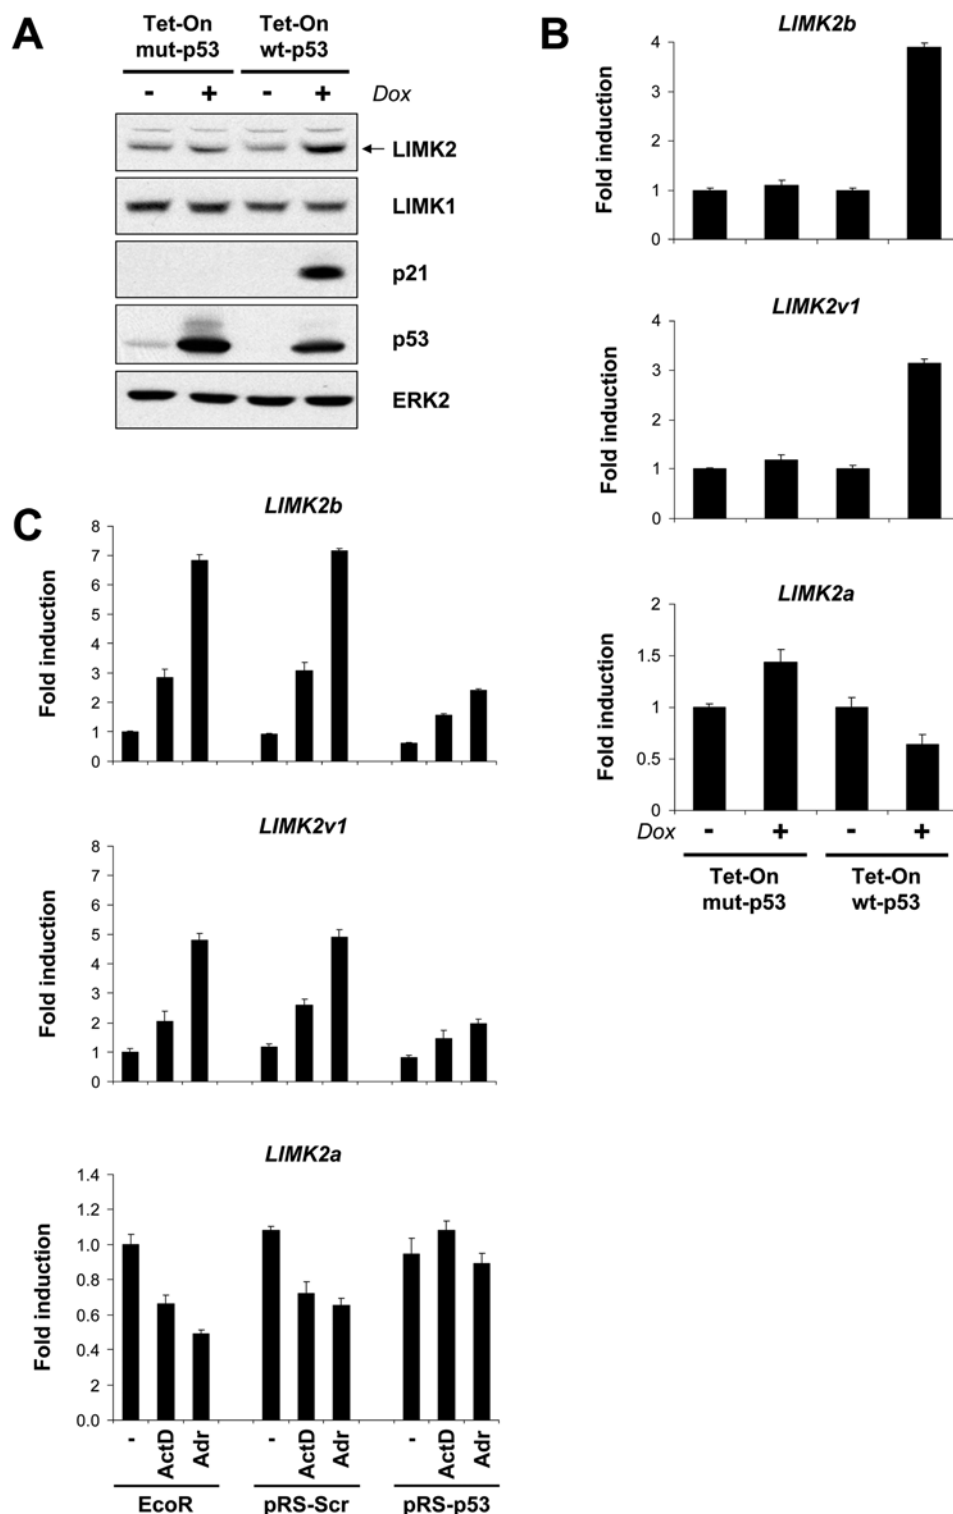 A
Tet-On Tet-On
mut-p53 wt-p53
- + - + Dox
LIMK2
LIMK1
p21
p53
ERK2
B
LIMK2b
Fold induction
4
3
2
1
0
LIMK2v1
Fold induction
4
3
2
1
0
LIMK2a
Fold induction
2
1.5
1
0.5
0
Dox - + - +
Tet-On Tet-On
mut-p53 wt-p53
C
LIMK2b
Fold induction
8
7
6
5
4
3
2
1
0
LIMK2v1
Fold induction
8
7
6
5
4
3
2
1
0
LIMK2a
Fold induction
1.4
1.2
1.0
0.8
0.6
0.4
2
0.0
- ActD Adr - ActD Adr - ActD Adr
EcoR pRS-Scr pRS-p53